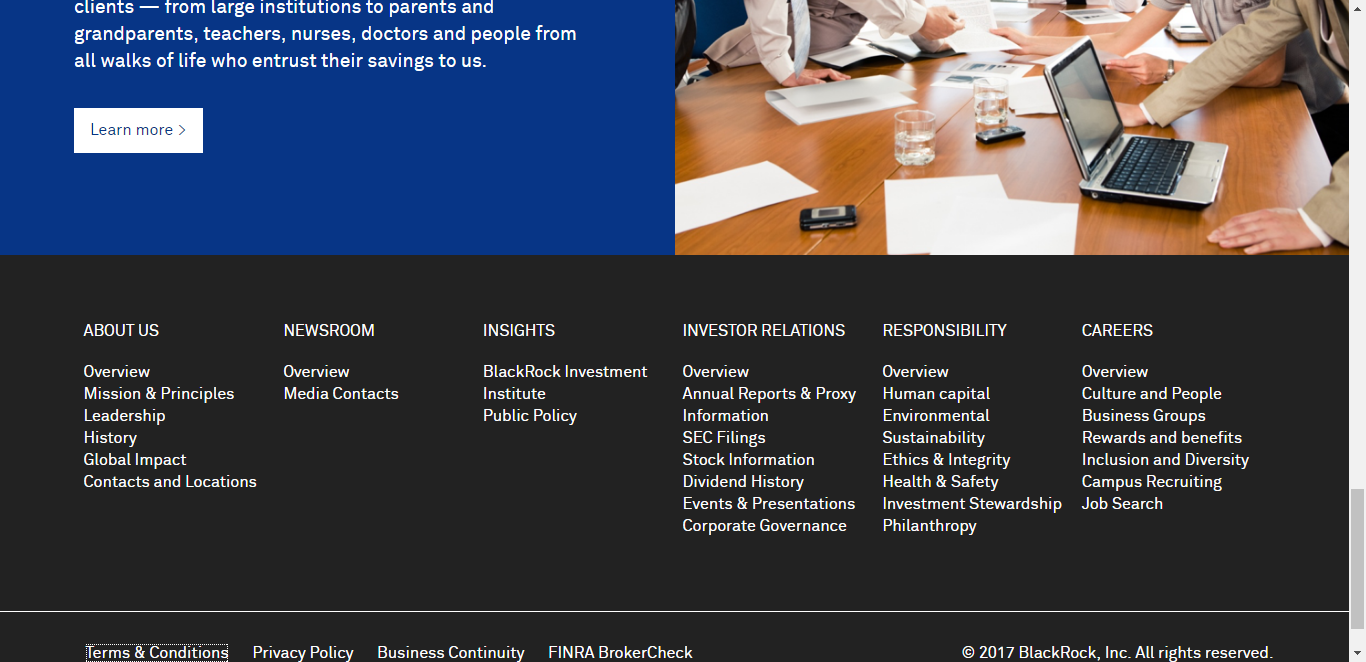 clients — from large institutions to parents and
grandparents, teachers, nurses, doctors and people from
all walks of life who entrust their savings to us.
Learn more >
ABOUT US
Overview
Mission & Principles
Leadership
History
Global Impact
Contacts and Locations
NEWSROOM
Overview
Media Contacts
INSIGHTS
BlackRock Investment
Institute
Public Policy
INVESTOR RELATIONS
Overview
Annual Reports & Proxy
Information
SEC Filings
Stock Information
Dividend History
Events & Presentations
Corporate Governance
RESPONSIBILITY
Overview
Human capital
Environmental
Sustainability
Ethics & Integrity
Health & Safety
Investment Stewardship
Philanthropy
CAREERS
Overview
Culture and People
Business Groups
Rewards and benefits
Inclusion and Diversity
Campus Recruiting
Job Search
Terms & Conditions
Privacy Policy
Business Continuity
FINRA BrokerCheck
© 2017 BlackRock, Inc. All rights reserved.